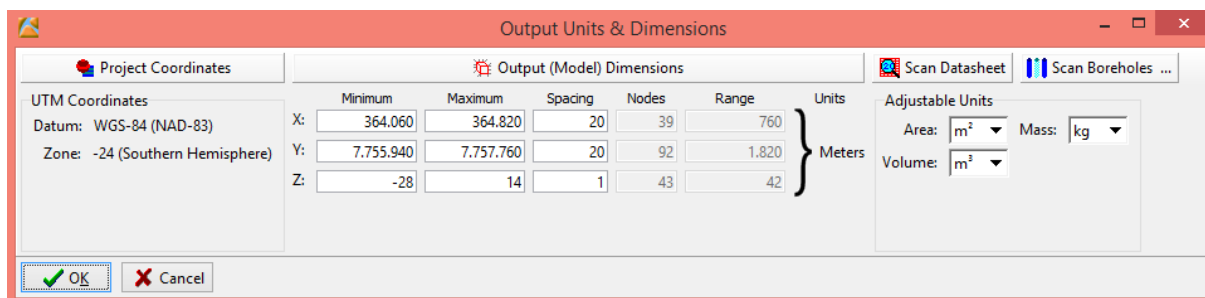 Output Units & Dimensions
Project Coordinates
Output (Model) Dimensions
Scan Datasheet
Scan Boreholes ...
UTM Coordinates
Datum: WGS-84 (NAD-83)
Zone: -24 (Southern Hemisphere)
Minimum Maximum Spacing Nodes Range Units
X: 364.060 364.820 20 39 760
Y: 7.755.940 7.757.760 20 92 1.820 Meters
Z: -28 14 1 43 42
Adjustable Units
Area: m² Mass: kg
Volume: m³
OK
Cancel